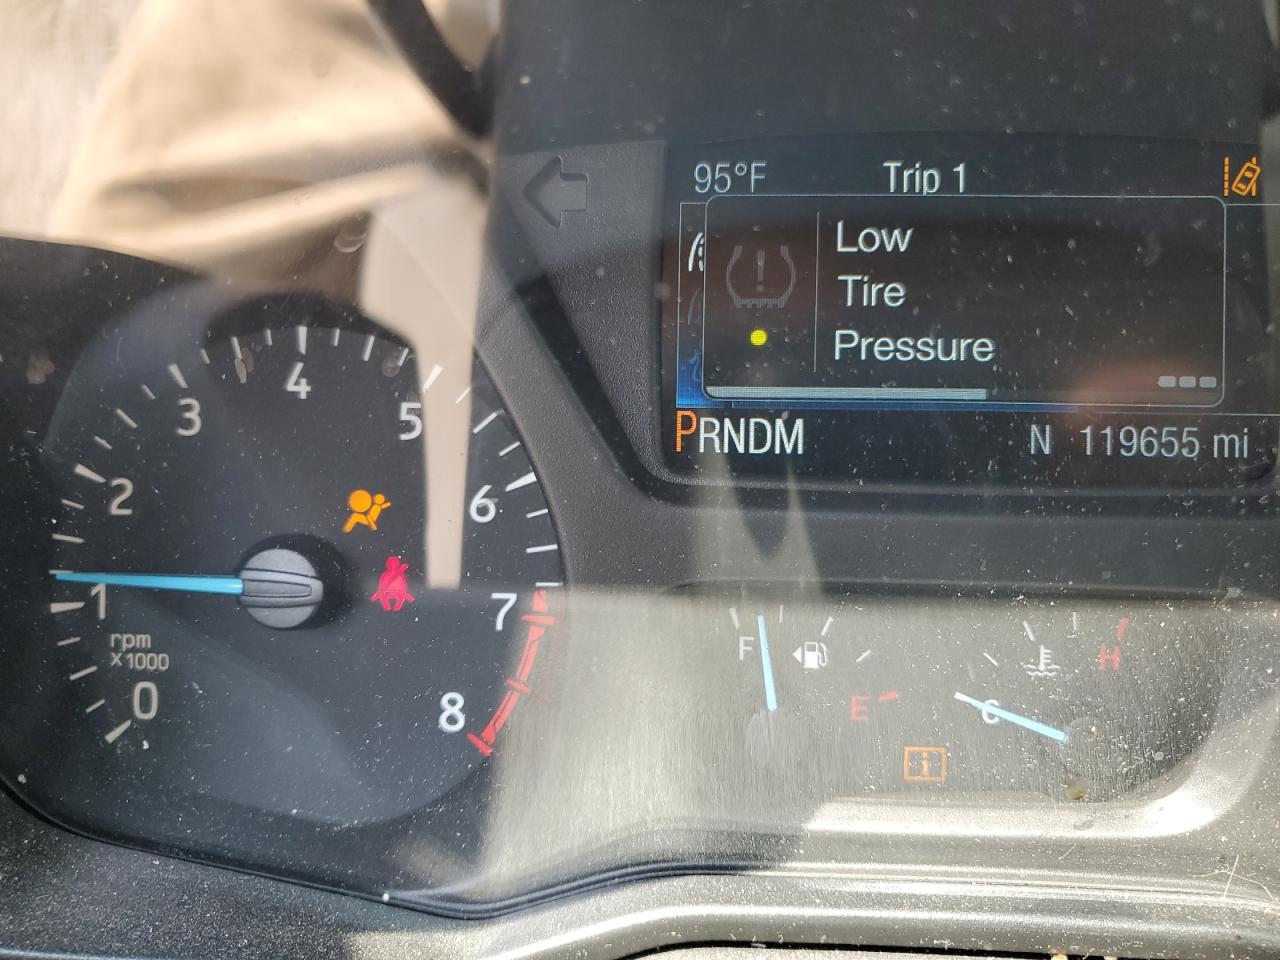 95°F Trip 1
Low
Tire
Pressure
PRNDM N 119655 mi
0
1
2
3
4
5
6
7
8
rpm
x1000
F
E
C
H